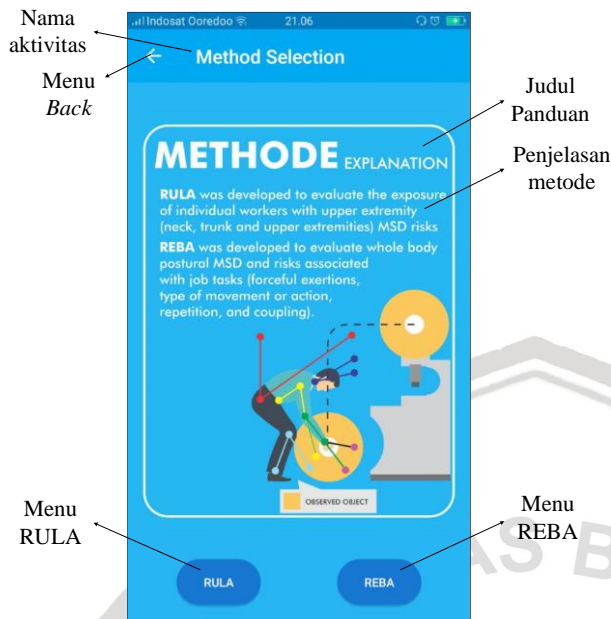 Nama
aktivitas
Menu
Back
Indosat Ooredoo 21.06
Method Selection
Judul
Panduan
Penjelasan
metode
METHODE EXPLANATION
RULA was developed to evaluate the exposure
of individual workers with upper extremity
(neck, trunk and upper extremities) MSD risks
REBA was developed to evaluate whole body
postural MSD and risks associated
with job tasks (forceful exertions,
type of movement or action,
repetition, and coupling).
OBSERVED OBJECT
Menu
RULA
Menu
REBA
RULA
REBA
AS B